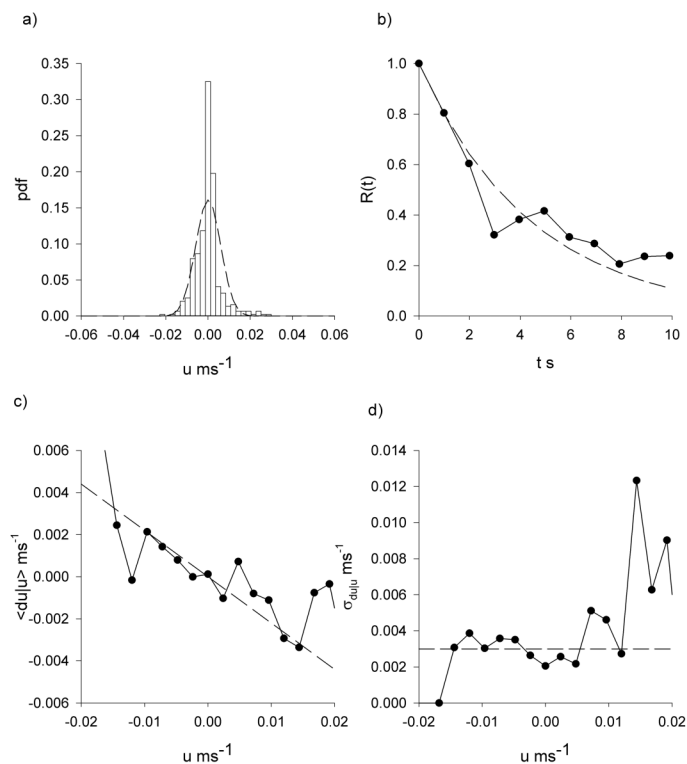 a)
pdf
0.35
0.30
0.25
0.20
0.15
0.10
0.05
0.00
-0.06 -0.04 -0.02 0.00 0.02 0.04 0.06
u ms-1
b)
R(t)
1.0
0.8
0.6
0.4
0.2
0.0
0 2 4 6 8 10
t s
c)
<du|u> ms-1
0.006
0.004
0.002
0.000
-0.002
-0.004
-0.006
-0.02 -0.01 0.00 0.01 0.02
u ms-1
d)
σdu|u ms-1
0.014
0.012
0.010
0.008
0.006
0.004
0.002
0.000
-0.02 -0.01 0.00 0.01 0.02
u ms-1